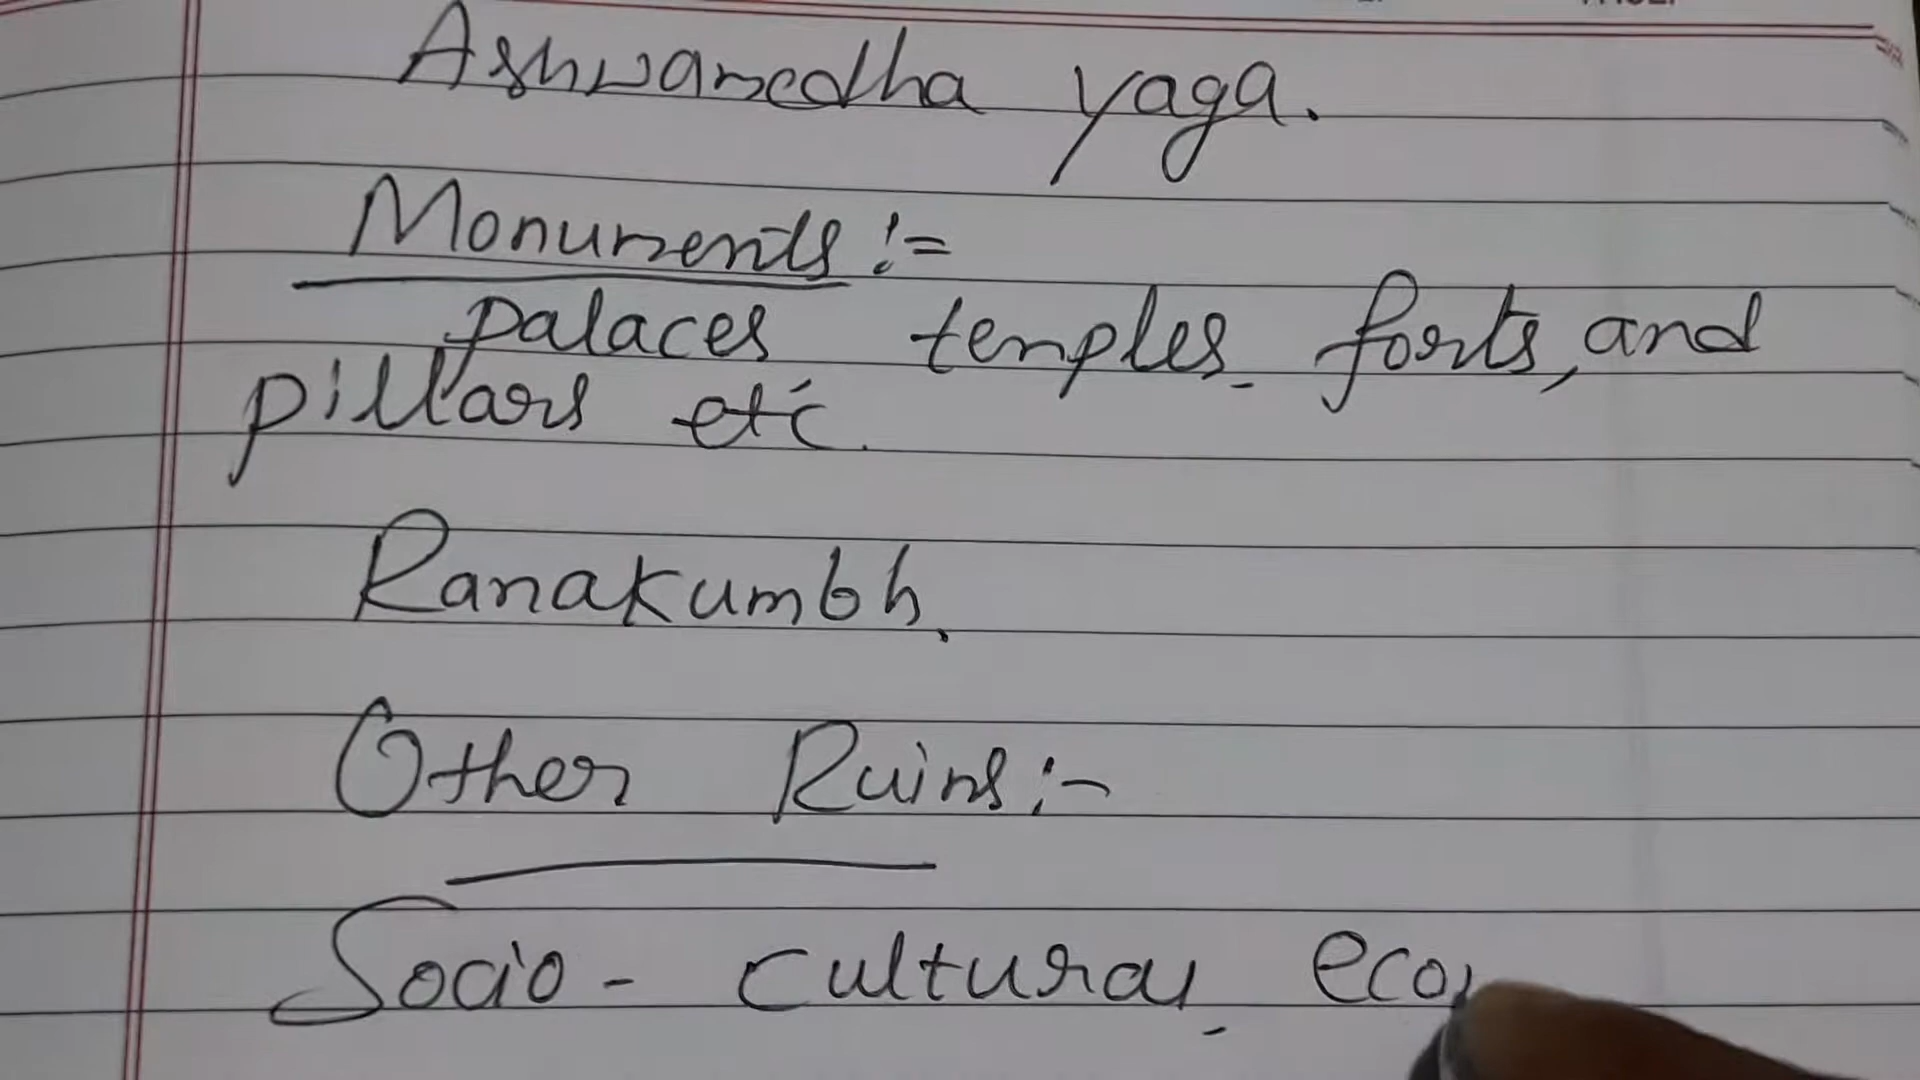 Ashwamedha yaga.
Monuments :=
palaces temples, forts, and
pillars etc.
Ranakumbh.
Other Ruins :-
Socio - cultural, eco